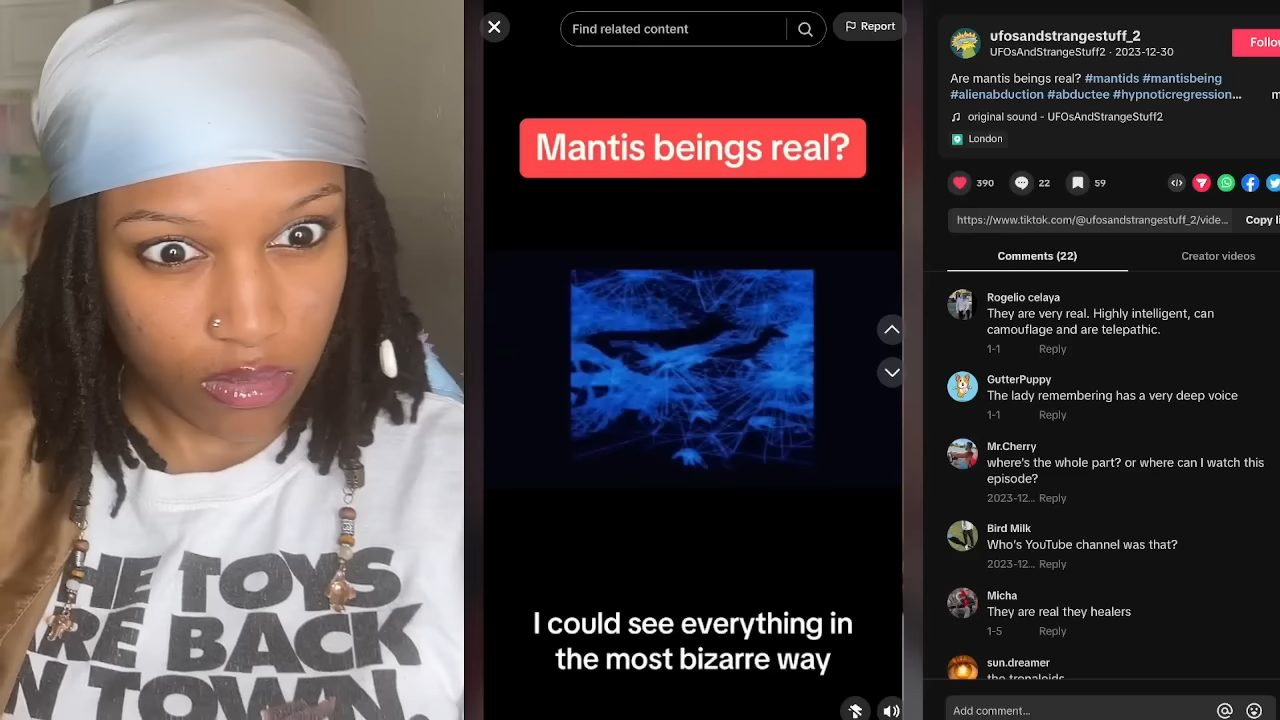 THE TOYS
ARE BACK
IN TOWN.
Find related content
Report
Mantis beings real?
I could see everything in
the most bizarre way
ufosandstrangestuff_2
UFOsAndStrangeStuff2 · 2023-12-30
Follow
Are mantis beings real? #mantids #mantisbeing
#alienabduction #abductee #hypnoticregression... m
original sound - UFOsAndStrangeStuff2
London
390
22
59
https://www.tiktok.com/@ufosandstrangestuff_2/vide...
Copy li
Comments (22)
Creator videos
Rogelio celaya
They are very real. Highly intelligent, can
camouflage and are telepathic.
1-1 Reply
GutterPuppy
The lady remembering has a very deep voice
1-1 Reply
Mr.Cherry
where's the whole part? or where can I watch this
episode?
2023-12... Reply
Bird Milk
Who's YouTube channel was that?
2023-12... Reply
Micha
They are real they healers
1-5 Reply
sun.dreamer
Add comment...